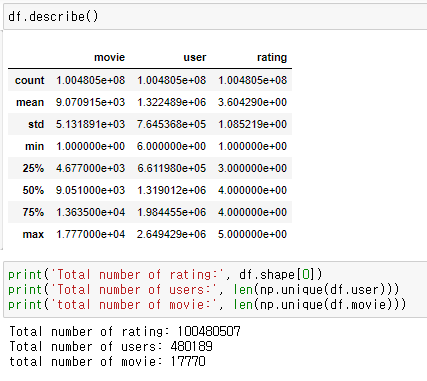 df.describe()
movie user rating
count 1.004805e+08 1.004805e+08 1.004805e+08
mean 9.070915e+03 1.322489e+06 3.604290e+00
std 5.131891e+03 7.645368e+05 1.085219e+00
min 1.000000e+00 6.000000e+00 1.000000e+00
25% 4.677000e+03 6.611980e+05 3.000000e+00
50% 9.051000e+03 1.319012e+06 4.000000e+00
75% 1.363500e+04 1.984455e+06 4.000000e+00
max 1.777000e+04 2.649429e+06 5.000000e+00
print('Total number of rating:', df.shape[0])
print('Total number of users:', len(np.unique(df.user)))
print('total number of movie:', len(np.unique(df.movie)))
Total number of rating: 100480507
Total number of users: 480189
total number of movie: 17770